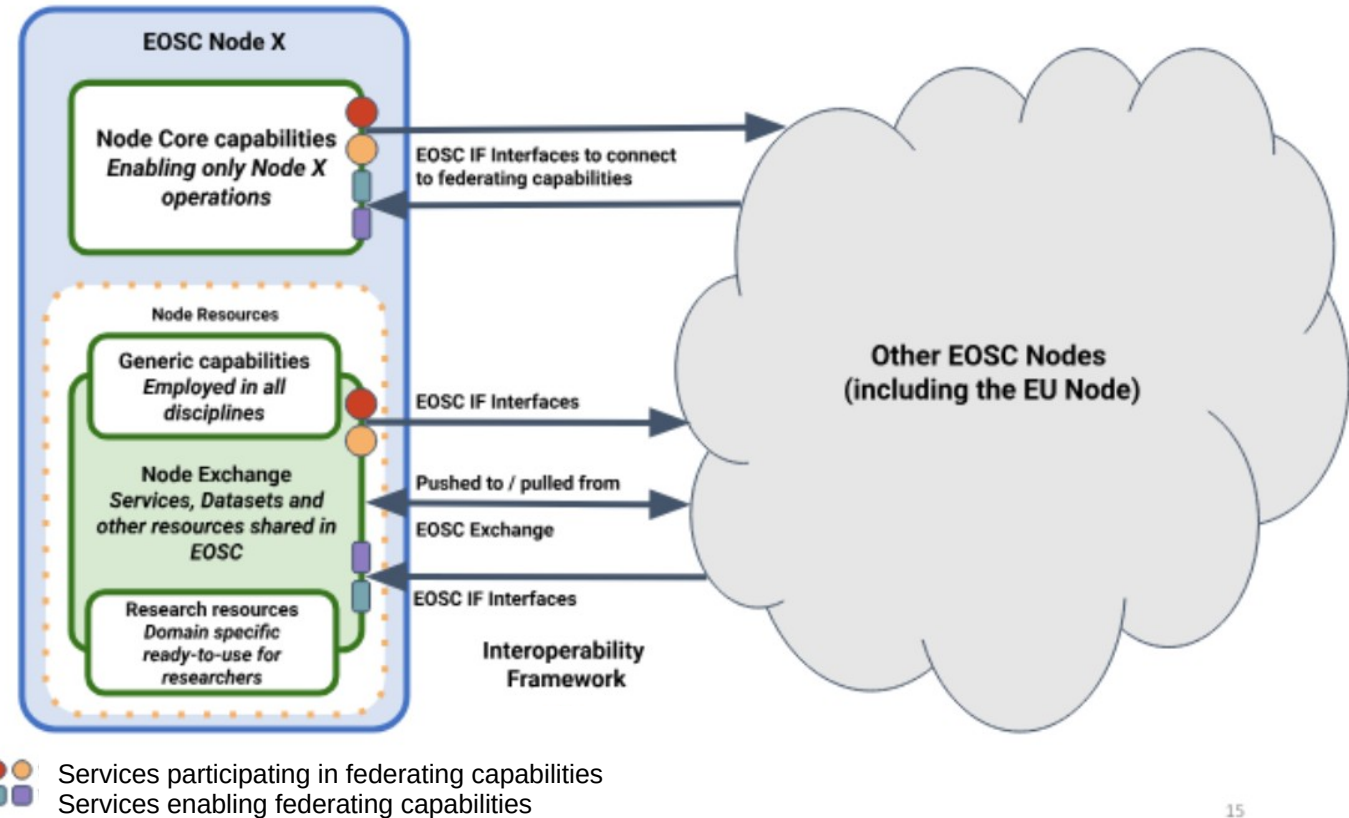 EOSC Node X
Node Core capabilities
Enabling only Node X
operations
EOSC IF Interfaces to connect
to federating capabilities
Node Resources
Generic capabilities
Employed in all
disciplines
Node Exchange
Services, Datasets and
other resources shared in
EOSC
Research resources
Domain specific
ready-to-use for
researchers
EOSC IF Interfaces
Pushed to / pulled from
EOSC Exchange
EOSC IF Interfaces
Interoperability
Framework
Other EOSC Nodes
(including the EU Node)
Services participating in federating capabilities
Services enabling federating capabilities
15